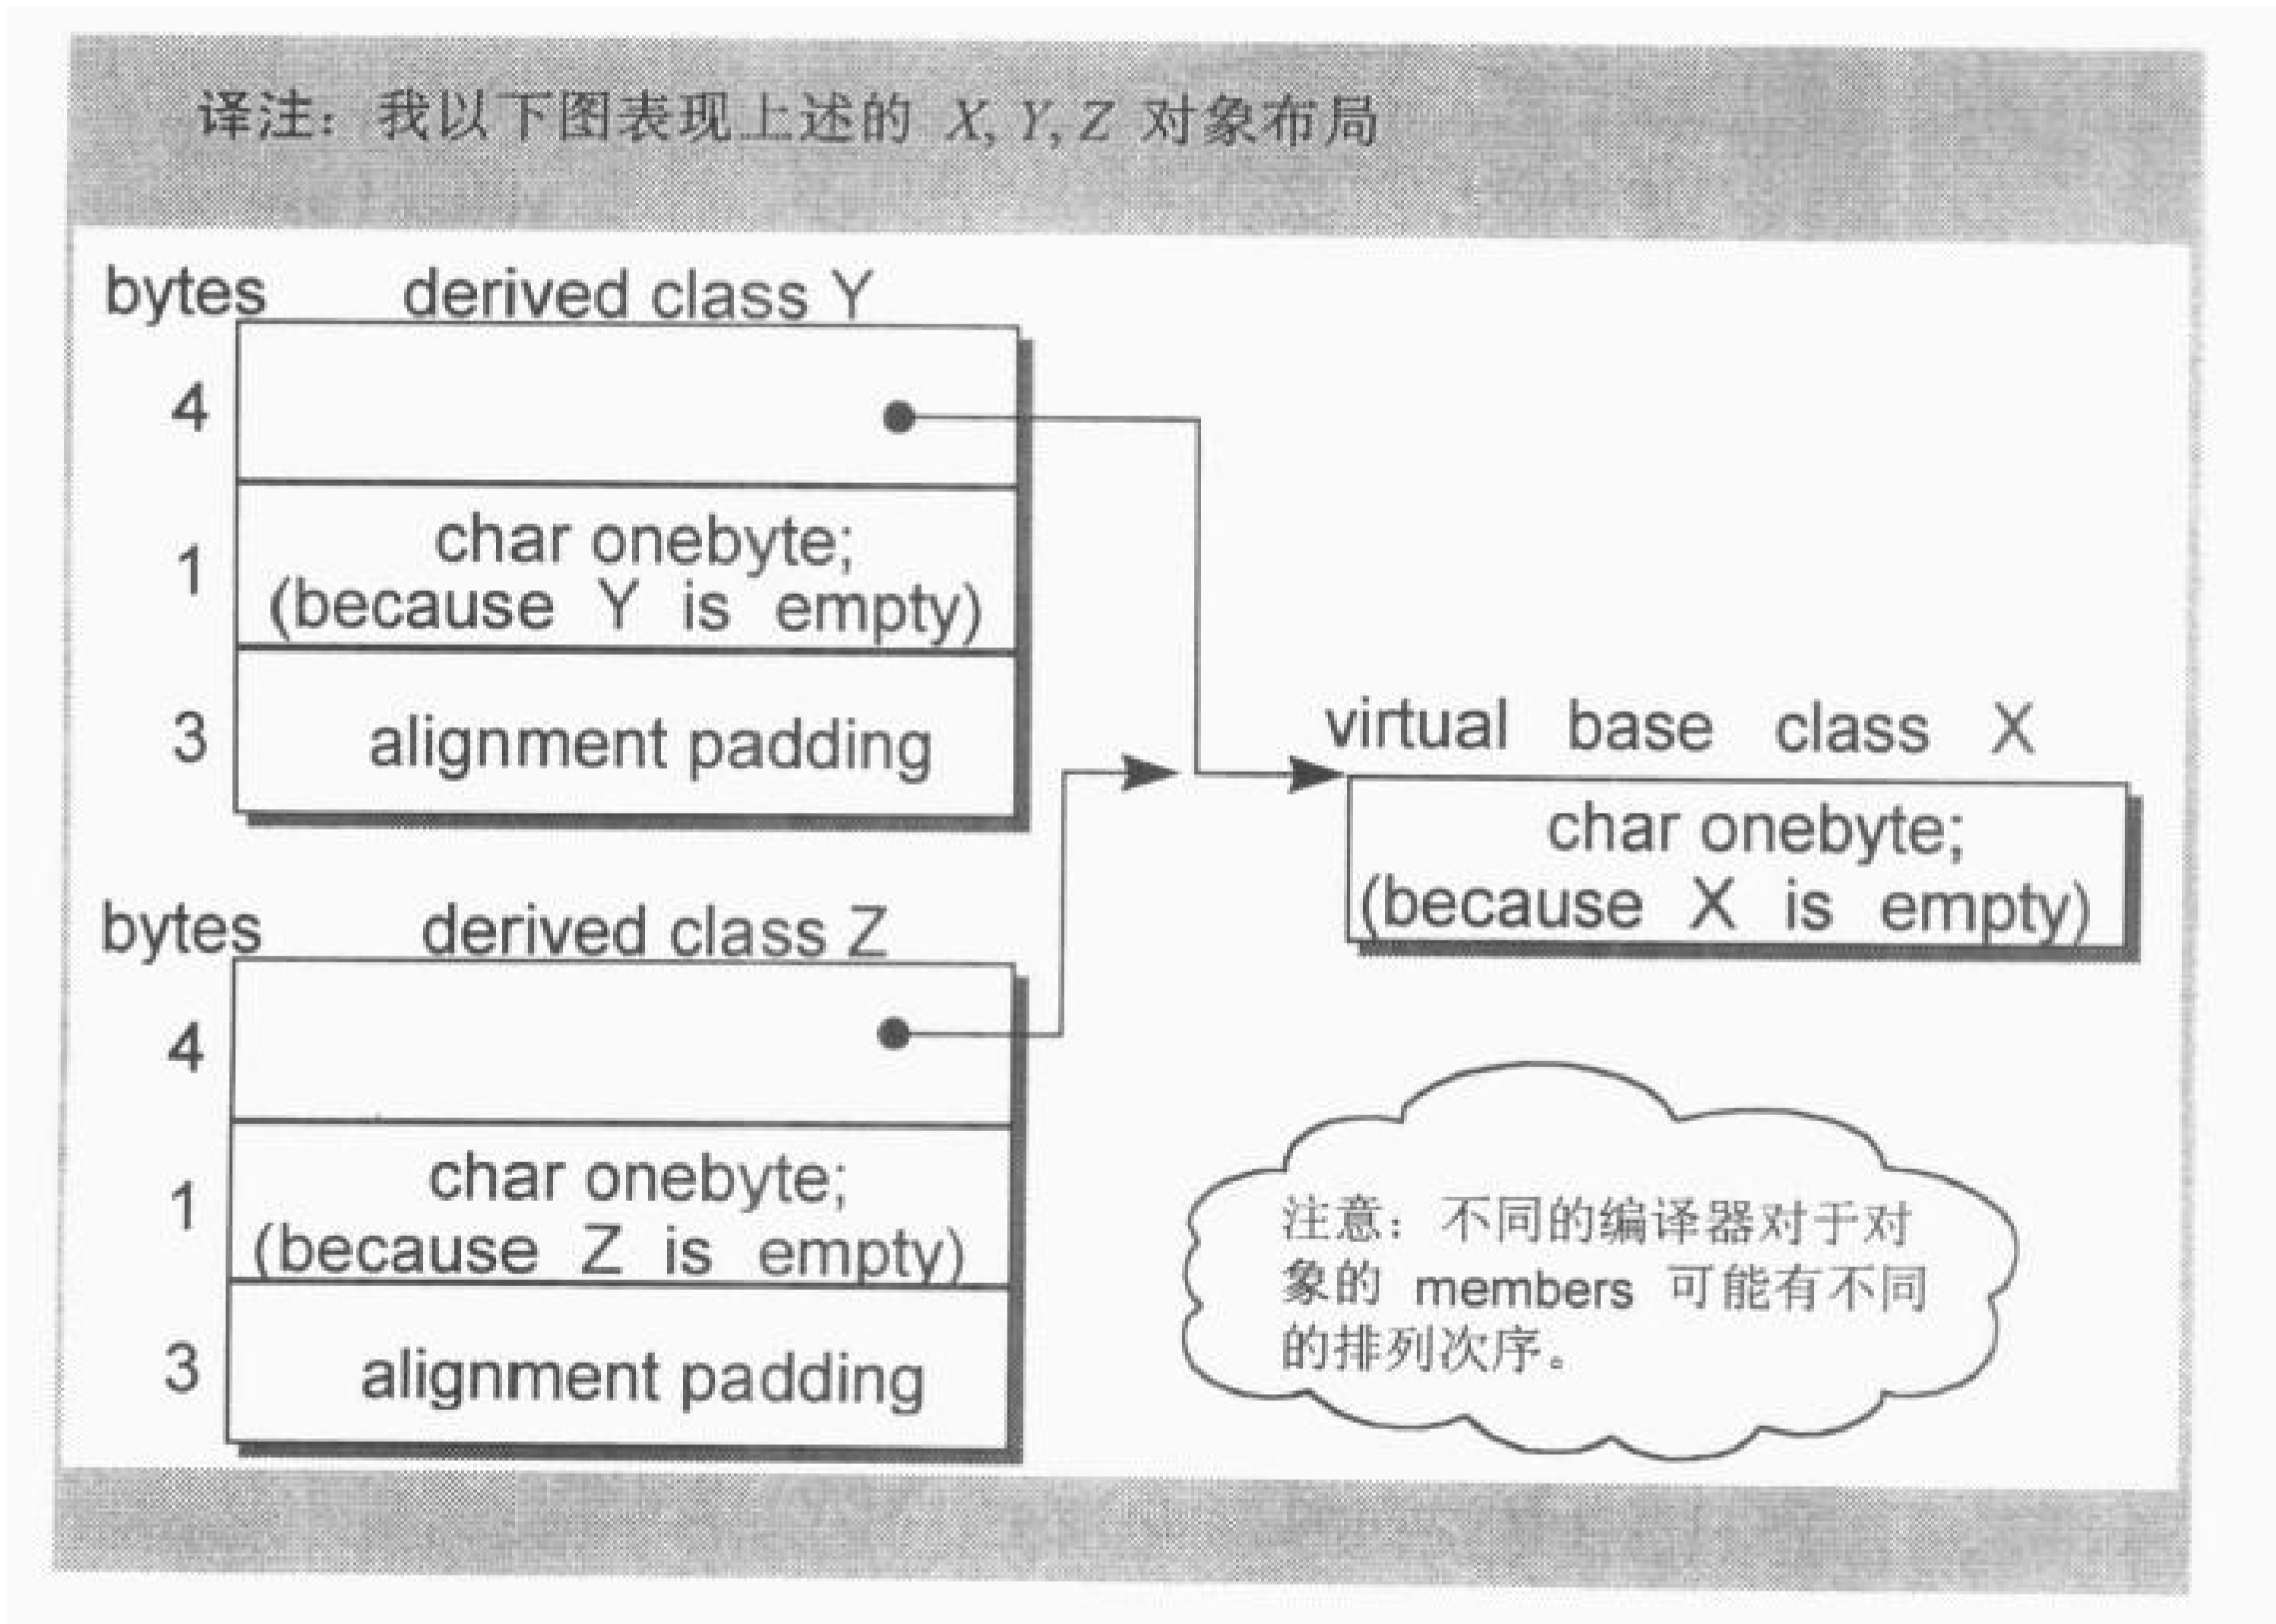 译注：我以下图表现上述的 X, Y, Z 对象布局
bytes derived class Y
4
char onebyte;
1
(because Y is empty)
3 alignment padding
virtual base class X
char onebyte;
(because X is empty)
bytes derived class Z
4
char onebyte;
1
(because Z is empty)
3 alignment padding
注意：不同的编译器对于对
象的 members 可能有不同
的排列次序。